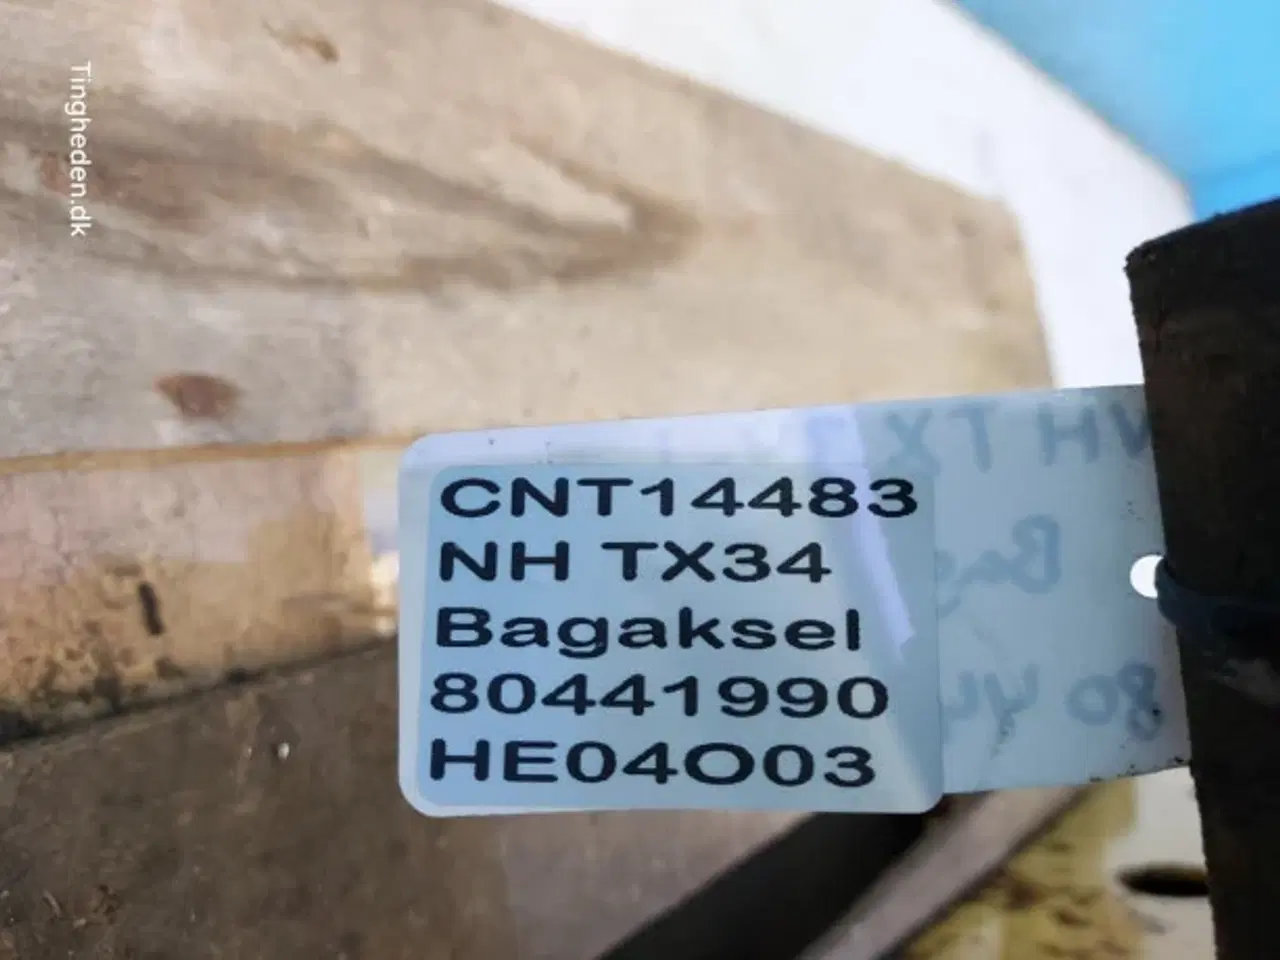 Tingheden.dk
CNT14483
NH TX34
Bagaksel
80441990
HE04O03